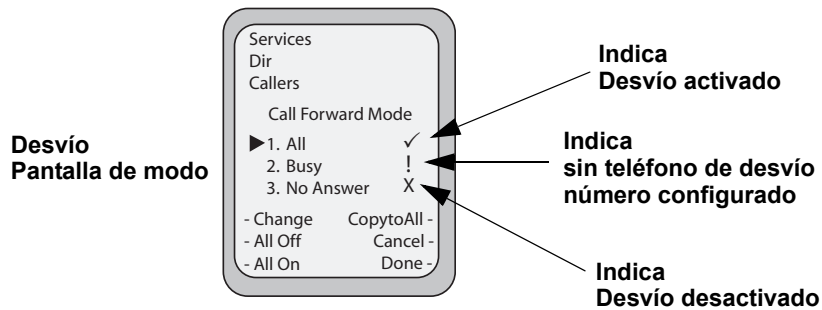 Services
Dir
Callers
Call Forward Mode
▶1. All ✓
2. Busy !
3. No Answer X
- Change CopytoAll -
- All Off Cancel -
- All On Done -
Desvío
Pantalla de modo
Indica
Desvío activado
Indica
sin teléfono de desvío
número configurado
Indica
Desvío desactivado